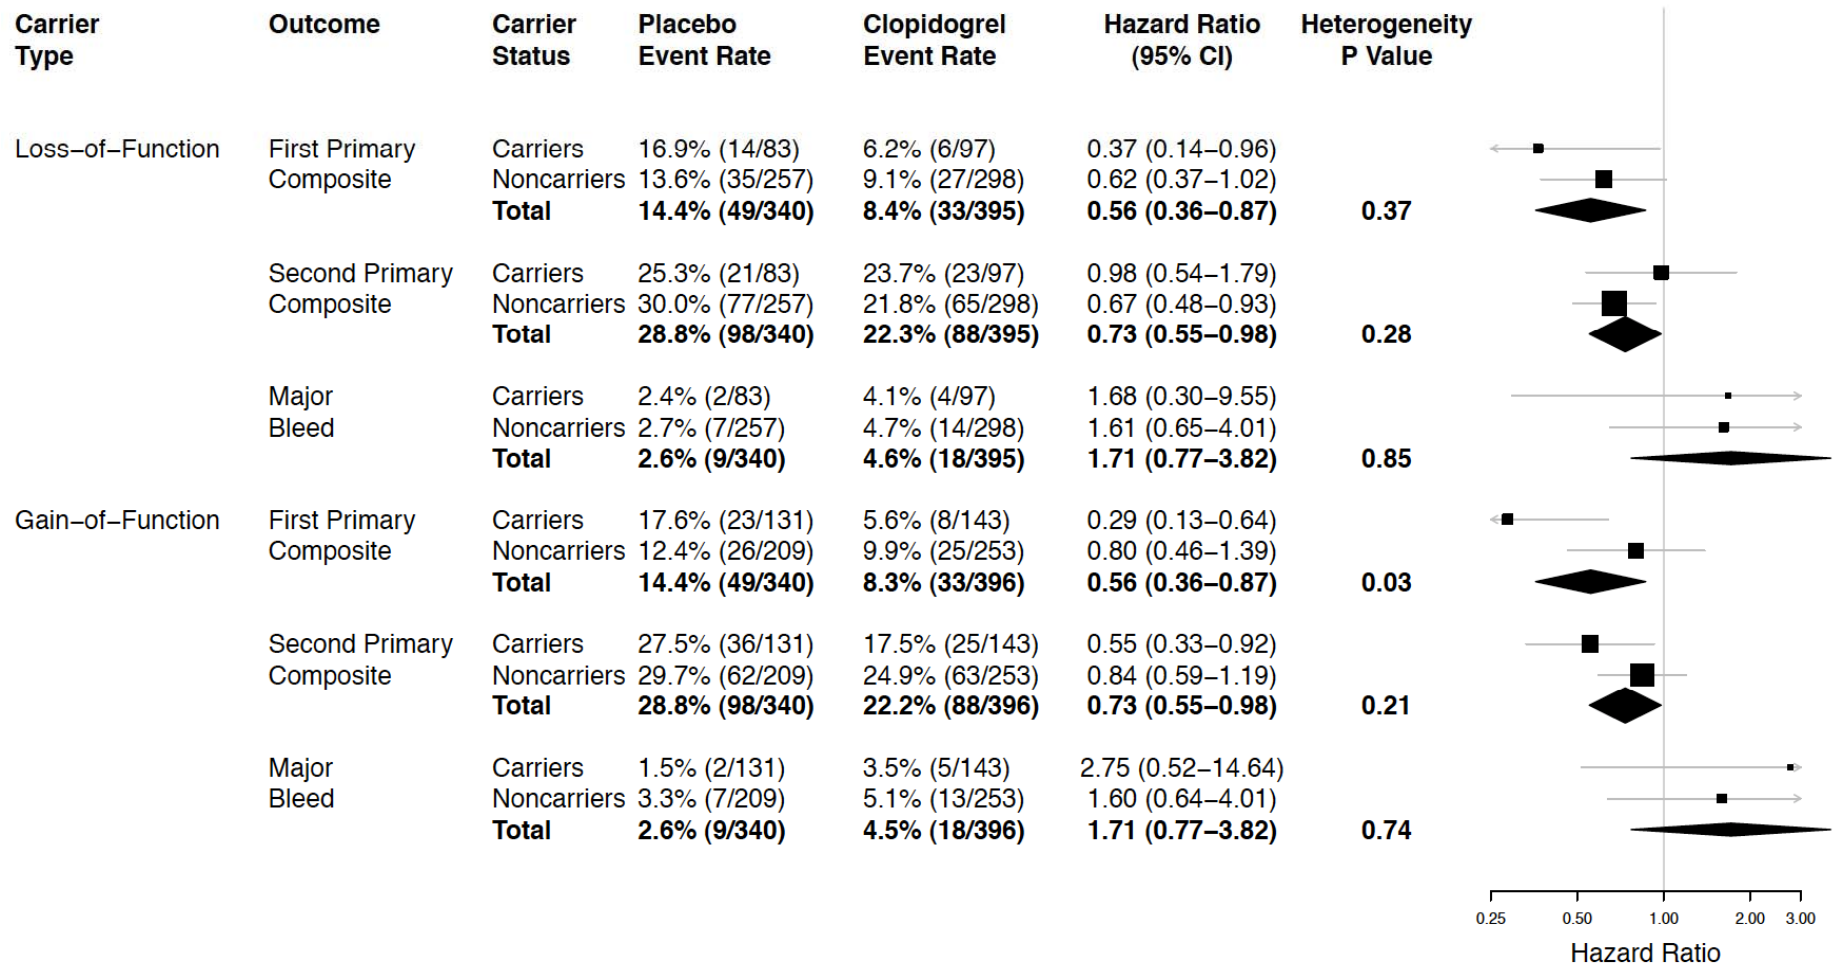 Carrier Outcome Carrier Placebo Clopidogrel Hazard Ratio Heterogeneity
Type Status Event Rate Event Rate (95% CI) P Value
Loss−of−Function First Primary Carriers 16.9% (14/83) 6.2% (6/97) 0.37 (0.14−0.96)
Composite Noncarriers 13.6% (35/257) 9.1% (27/298) 0.62 (0.37−1.02)
Total 14.4% (49/340) 8.4% (33/395) 0.56 (0.36−0.87) 0.37
Second Primary Carriers 25.3% (21/83) 23.7% (23/97) 0.98 (0.54−1.79)
Composite Noncarriers 30.0% (77/257) 21.8% (65/298) 0.67 (0.48−0.93)
Total 28.8% (98/340) 22.3% (88/395) 0.73 (0.55−0.98) 0.28
Major Carriers 2.4% (2/83) 4.1% (4/97) 1.68 (0.30−9.55)
Bleed Noncarriers 2.7% (7/257) 4.7% (14/298) 1.61 (0.65−4.01)
Total 2.6% (9/340) 4.6% (18/395) 1.71 (0.77−3.82) 0.85
Gain−of−Function First Primary Carriers 17.6% (23/131) 5.6% (8/143) 0.29 (0.13−0.64)
Composite Noncarriers 12.4% (26/209) 9.9% (25/253) 0.80 (0.46−1.39)
Total 14.4% (49/340) 8.3% (33/396) 0.56 (0.36−0.87) 0.03
Second Primary Carriers 27.5% (36/131) 17.5% (25/143) 0.55 (0.33−0.92)
Composite Noncarriers 29.7% (62/209) 24.9% (63/253) 0.84 (0.59−1.19)
Total 28.8% (98/340) 22.2% (88/396) 0.73 (0.55−0.98) 0.21
Major Carriers 1.5% (2/131) 3.5% (5/143) 2.75 (0.52−14.64)
Bleed Noncarriers 3.3% (7/209) 5.1% (13/253) 1.60 (0.64−4.01)
Total 2.6% (9/340) 4.5% (18/396) 1.71 (0.77−3.82) 0.74
0.25 0.50 1.00 2.00 3.00
Hazard Ratio